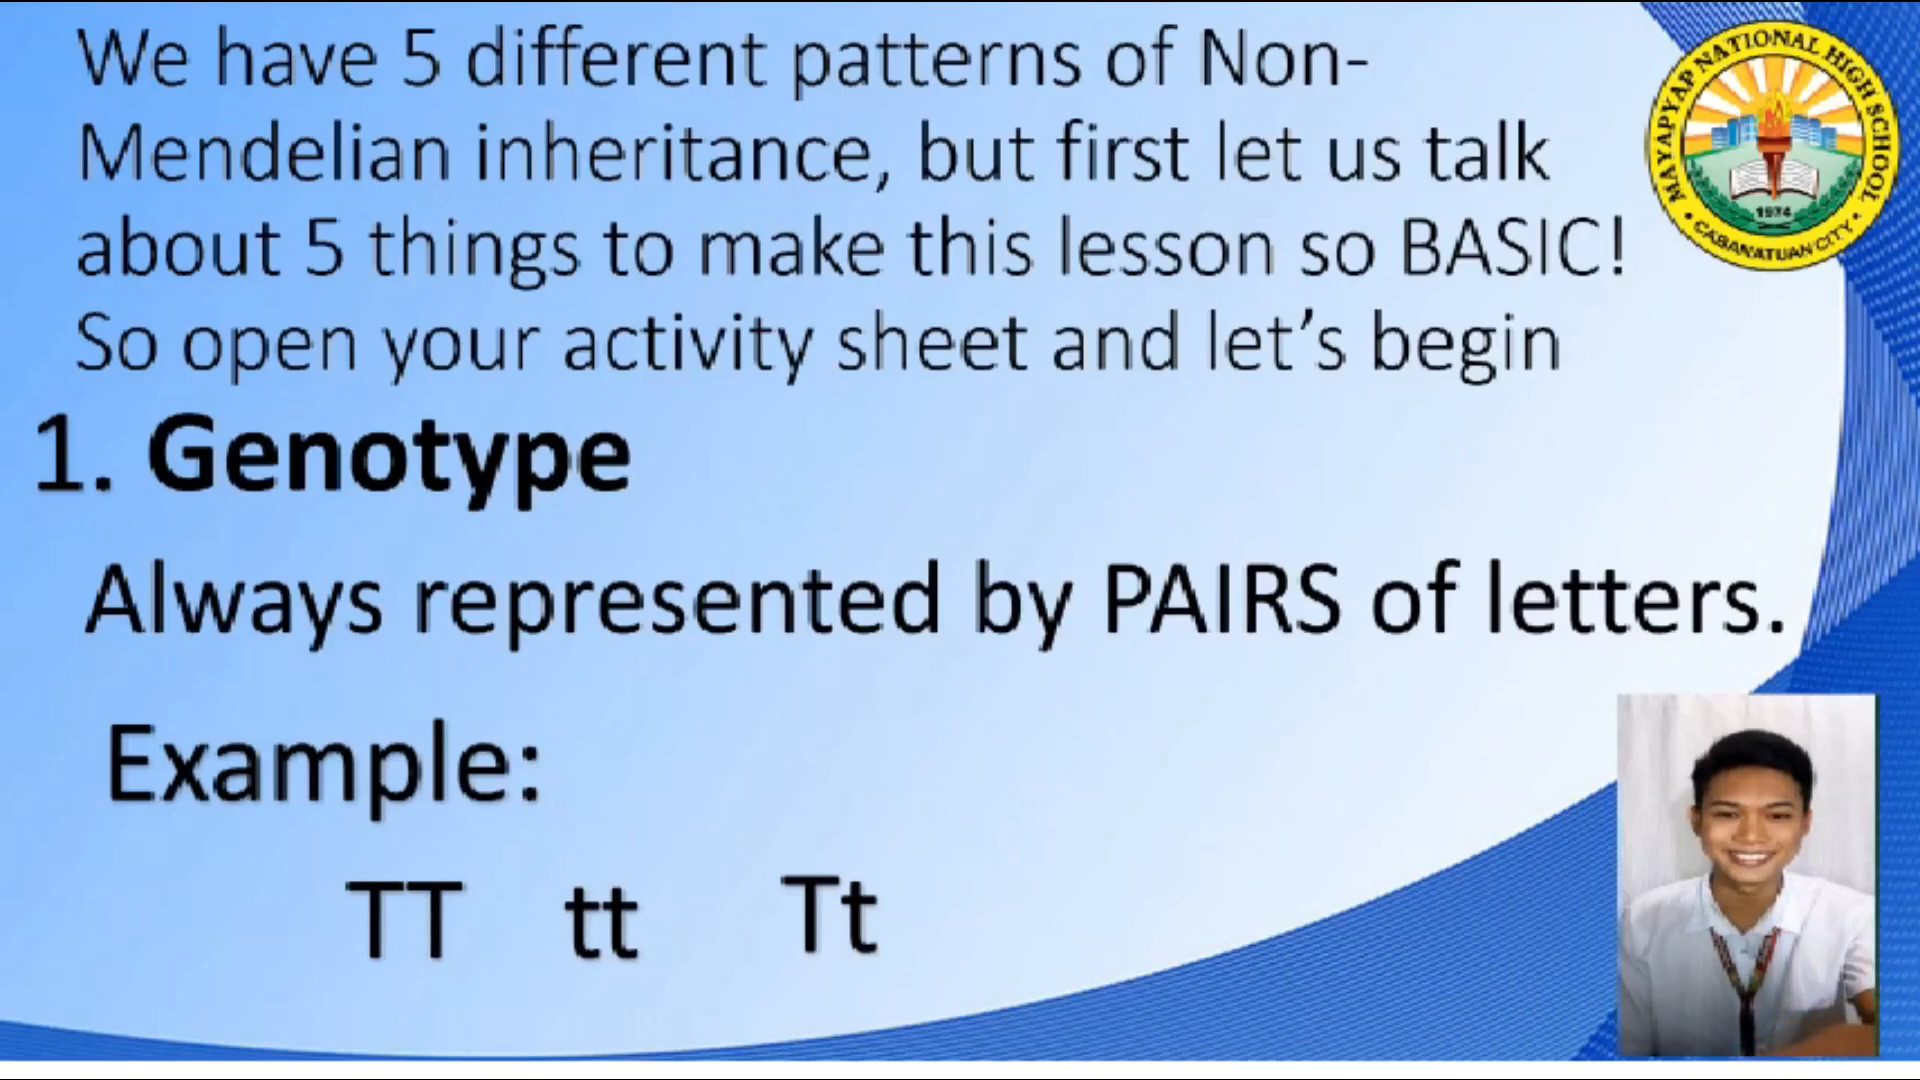 We have 5 different patterns of Non-
Mendelian inheritance, but first let us talk
about 5 things to make this lesson so BASIC!
So open your activity sheet and let’s begin
MAYAPYAP NATIONAL HIGH SCHOOL
1974
CABANATUAN CITY
1. Genotype
Always represented by PAIRS of letters.
Example:
TT tt Tt